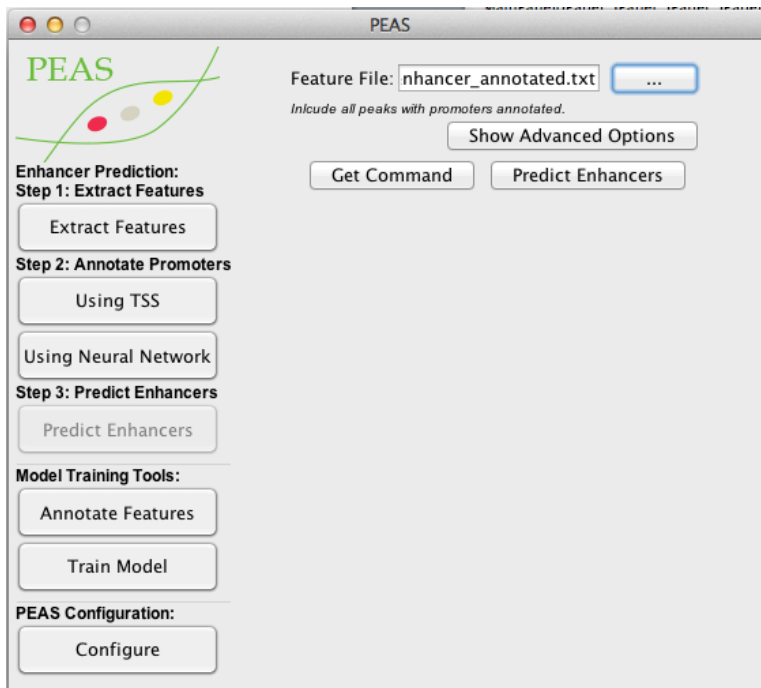 PEAS
PEAS
Feature File: nhancer_annotated.txt ...
Inlcude all peaks with promoters annotated.
Show Advanced Options
Get Command Predict Enhancers
Enhancer Prediction:
Step 1: Extract Features
Extract Features
Step 2: Annotate Promoters
Using TSS
Using Neural Network
Step 3: Predict Enhancers
Predict Enhancers
Model Training Tools:
Annotate Features
Train Model
PEAS Configuration:
Configure